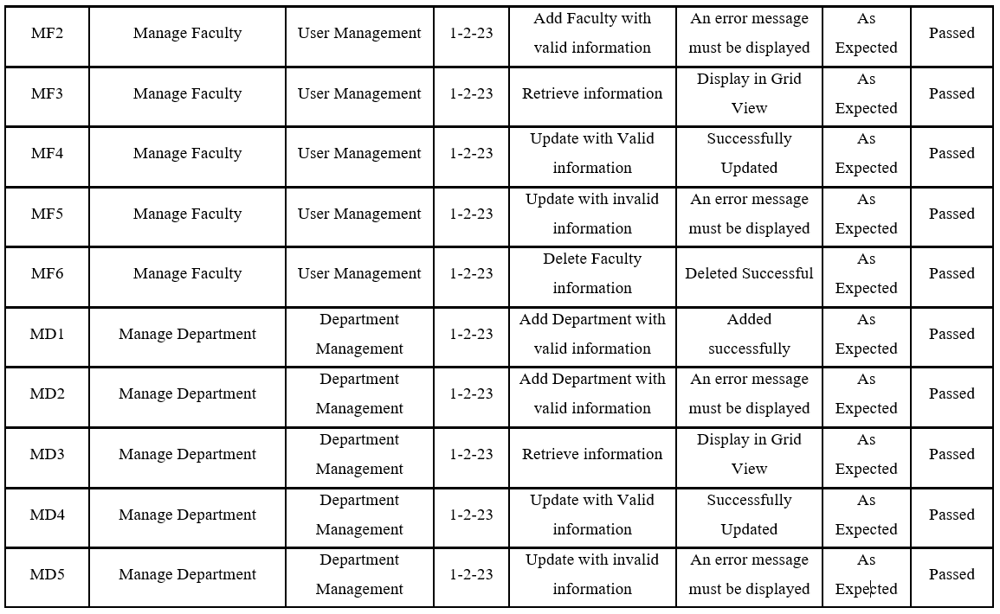 MF2 Manage Faculty User Management 1-2-23 Add Faculty with valid information An error message must be displayed As Expected Passed
MF3 Manage Faculty User Management 1-2-23 Retrieve information Display in Grid View As Expected Passed
MF4 Manage Faculty User Management 1-2-23 Update with Valid information Successfully Updated As Expected Passed
MF5 Manage Faculty User Management 1-2-23 Update with invalid information An error message must be displayed As Expected Passed
MF6 Manage Faculty User Management 1-2-23 Delete Faculty information Deleted Successful As Expected Passed
MD1 Manage Department Department Management 1-2-23 Add Department with valid information Added successfully As Expected Passed
MD2 Manage Department Department Management 1-2-23 Add Department with valid information An error message must be displayed As Expected Passed
MD3 Manage Department Department Management 1-2-23 Retrieve information Display in Grid View As Expected Passed
MD4 Manage Department Department Management 1-2-23 Update with Valid information Successfully Updated As Expected Passed
MD5 Manage Department Department Management 1-2-23 Update with invalid information An error message must be displayed As Expected Passed